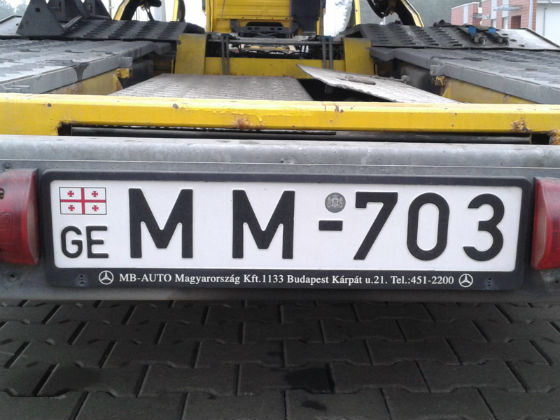 GE MM-703
MB-AUTO Magyarország Kft.1133 Budapest Kárpát u.21. Tel.:451-2200